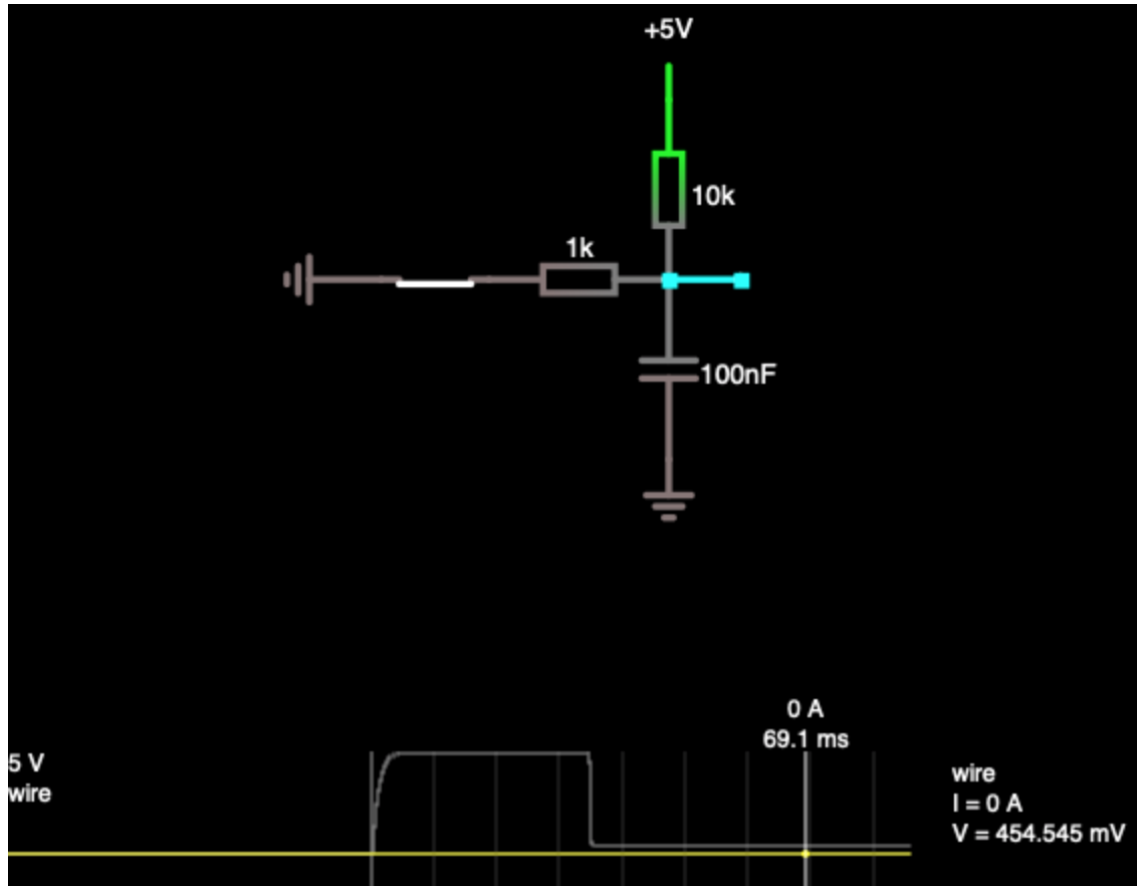 +5V
10k
1k
100nF
0 A
69.1 ms
5 V
wire
wire
I = 0 A
V = 454.545 mV